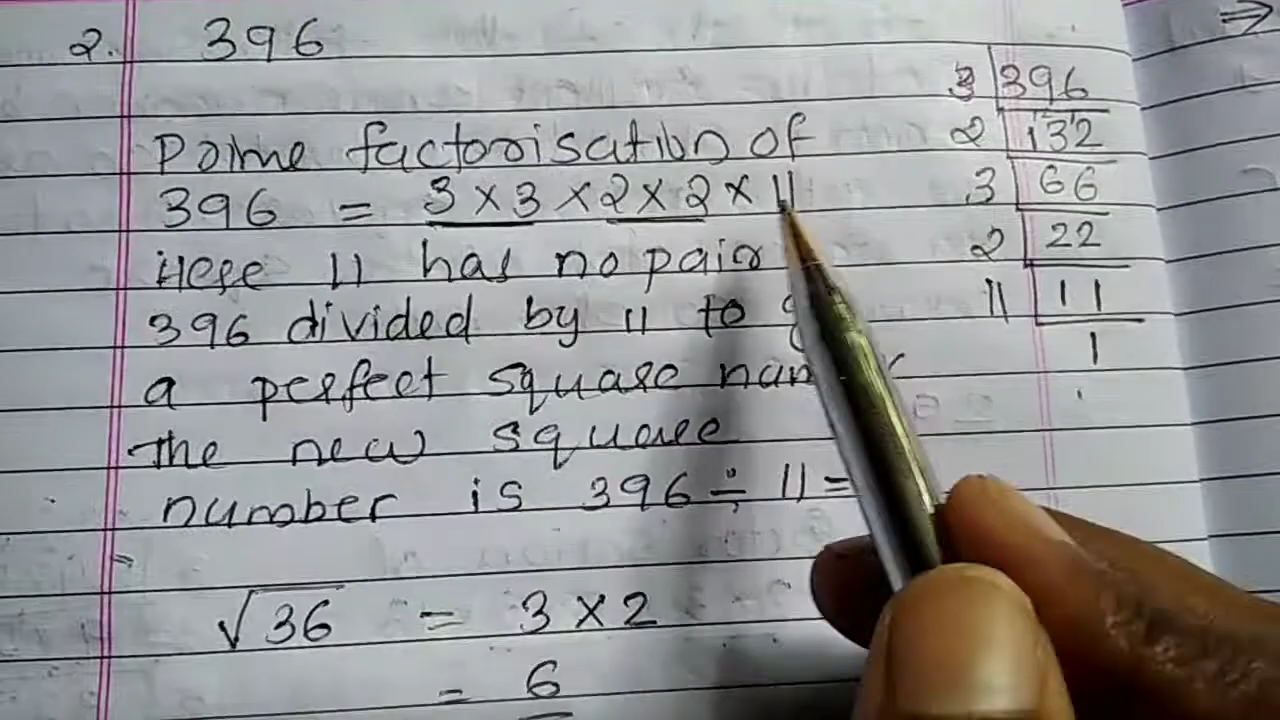 2. 396
Prime factorisation of
396 = 3 × 3 × 2 × 2 × 11
Here 11 has no pair
396 divided by 11 to
a perfect square
the new square
number is 396 ÷ 11 =
√36 = 3 × 2
= 6
3 | 396
2 | 132
3 | 66
2 | 22
11 | 11
1
⇒